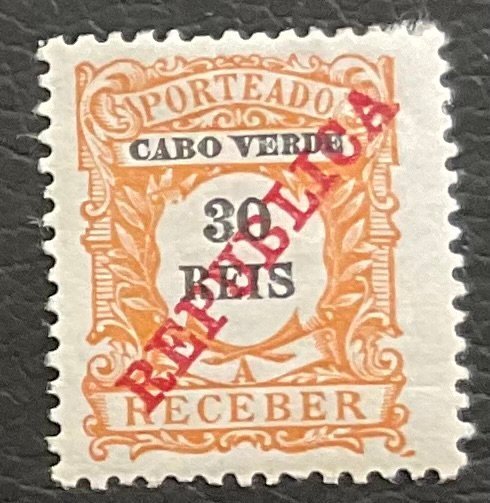 PORTEADO
CABO VERDE
30
REIS
REPUBLICA
A
RECEBER